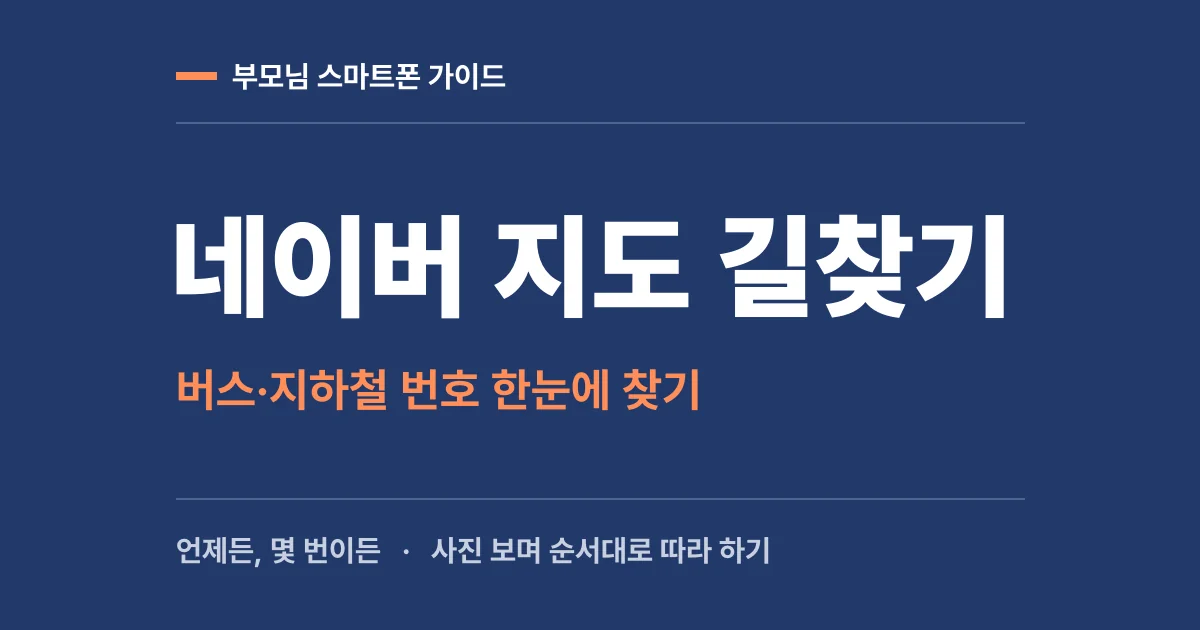 부모님 스마트폰 가이드
네이버 지도 길찾기
버스·지하철 번호 한눈에 찾기
언제든, 몇 번이든 · 사진 보며 순서대로 따라 하기